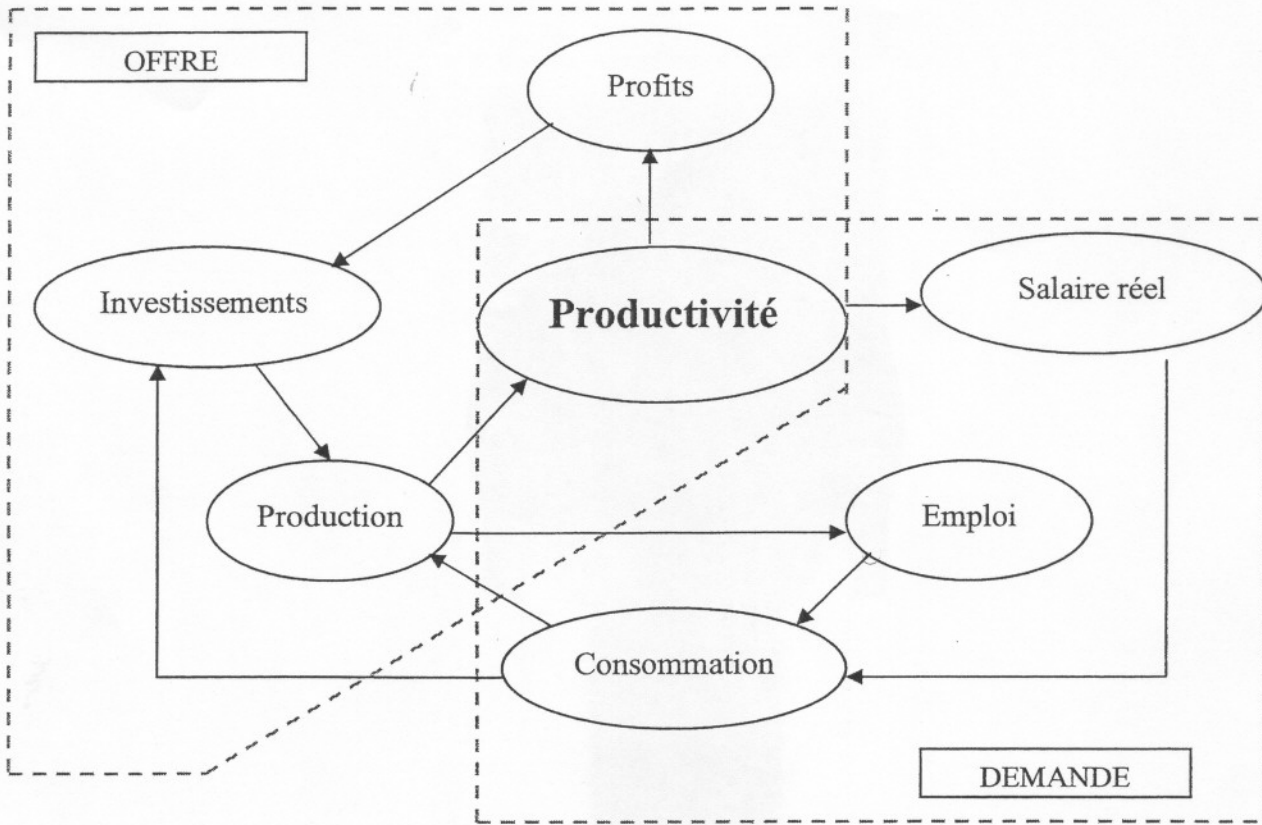 OFFRE
Profits
Investissements
Productivité
Salaire réel
Production
Emploi
Consommation
DEMANDE